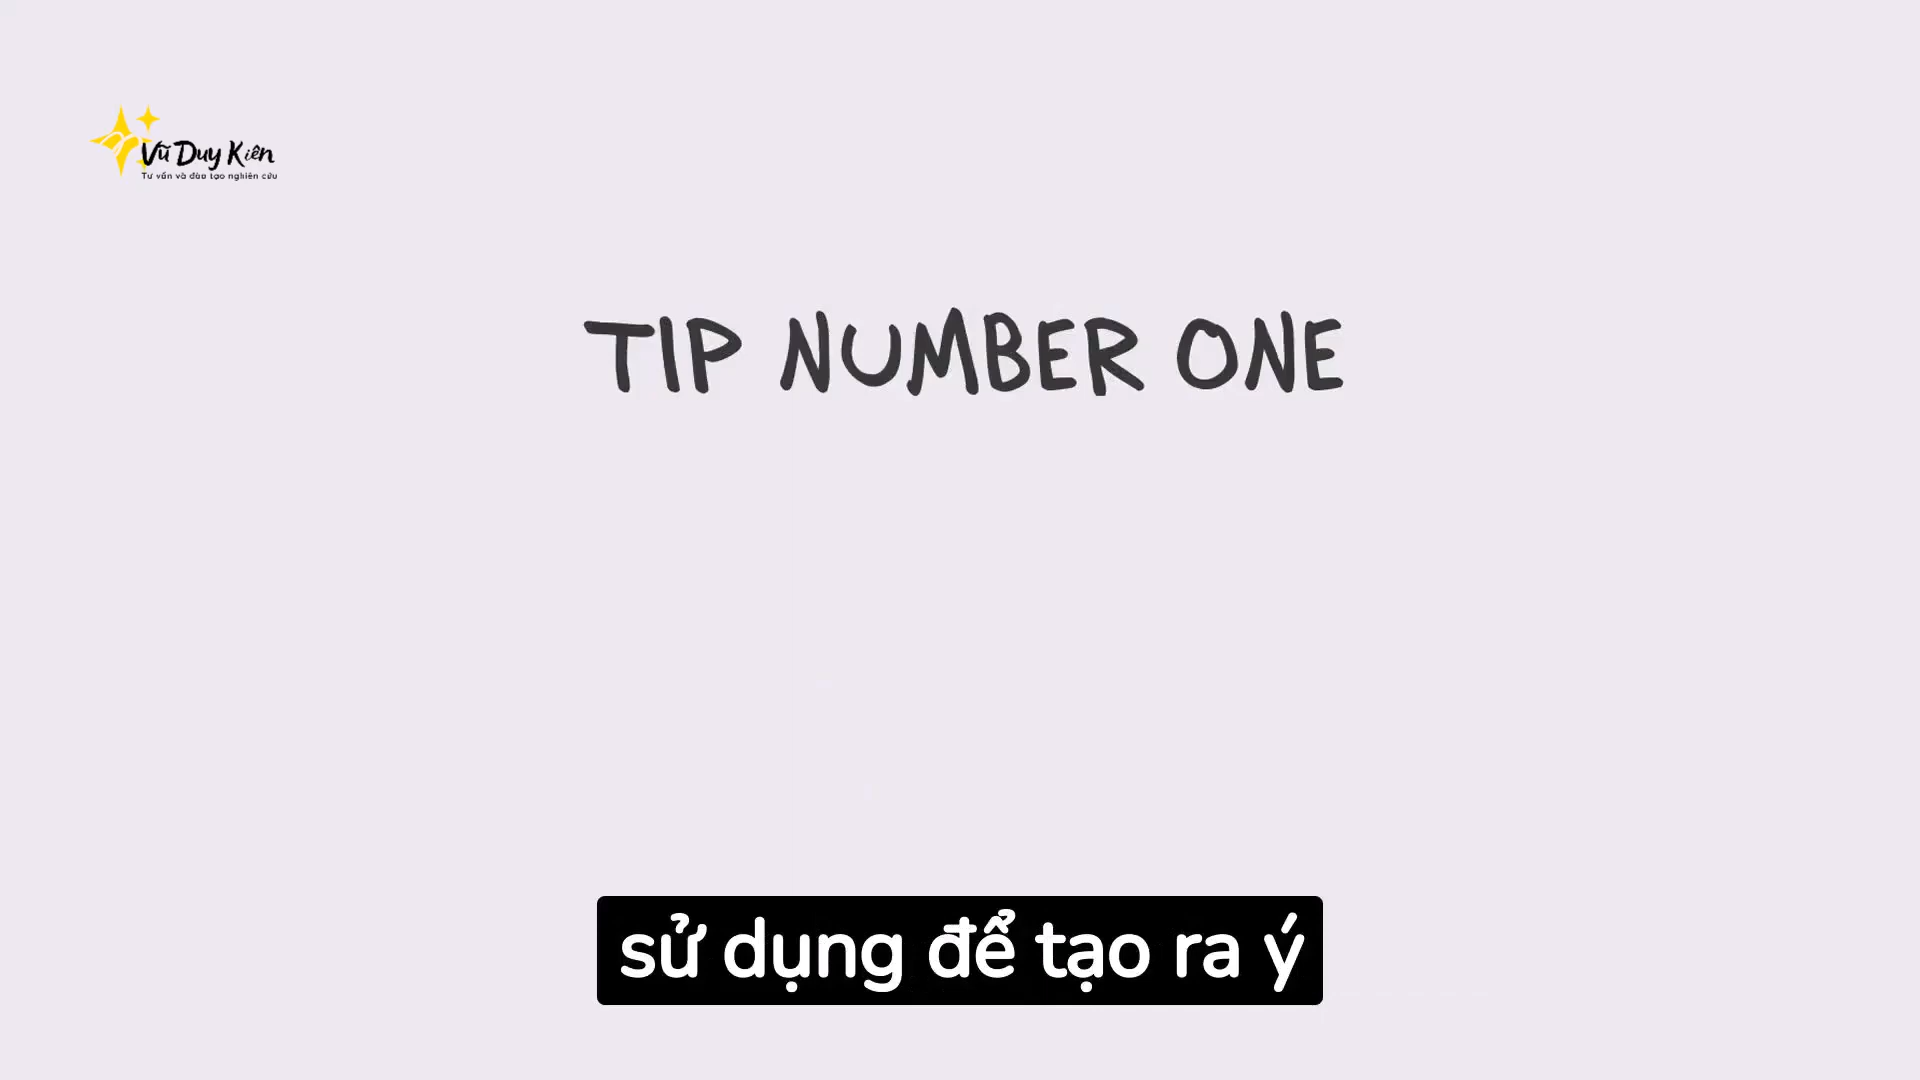 Vũ Duy Kiên
Tư vấn và đào tạo nghiên cứu
TIP NUMBER ONE
sử dụng để tạo ra ý